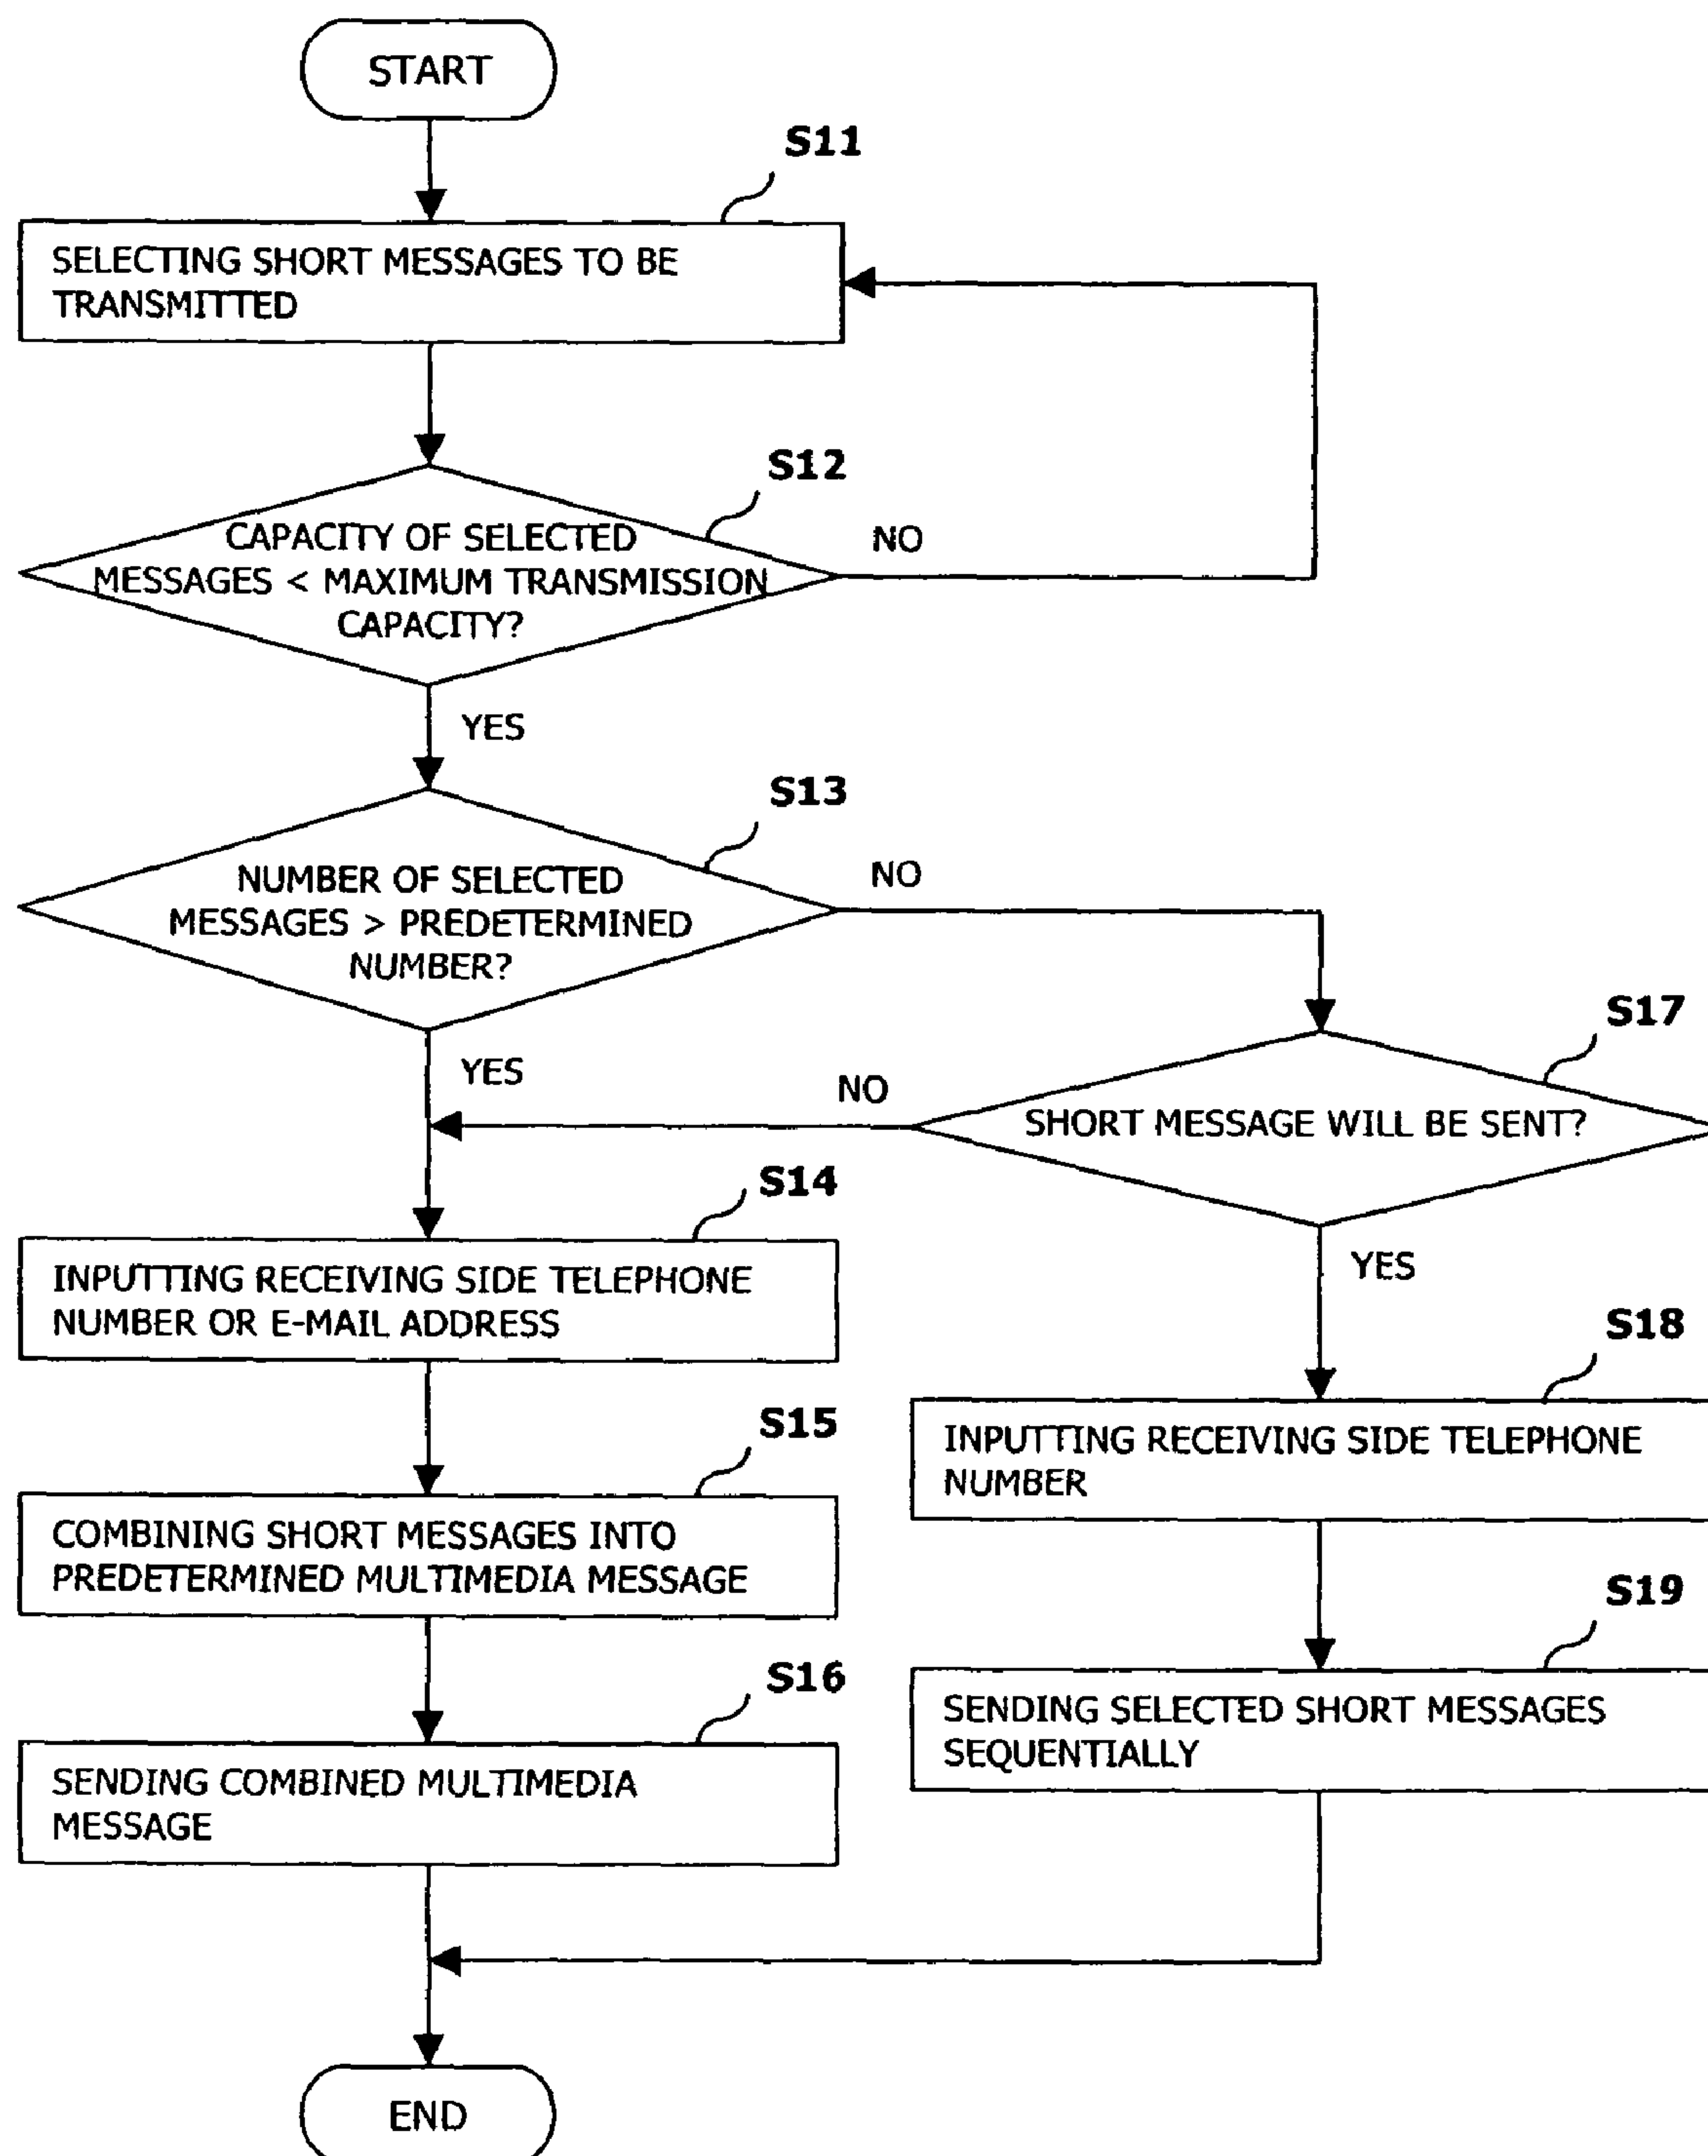 START
S11
SELECTING SHORT MESSAGES TO BE
TRANSMITTED
S12
CAPACITY OF SELECTED
MESSAGES < MAXIMUM TRANSMISSION
CAPACITY?
NO
YES
S13
NUMBER OF SELECTED
MESSAGES > PREDETERMINED
NUMBER?
NO
YES
S17
SHORT MESSAGE WILL BE SENT?
NO
YES
S14
INPUTTING RECEIVING SIDE TELEPHONE
NUMBER OR E-MAIL ADDRESS
S15
COMBINING SHORT MESSAGES INTO
PREDETERMINED MULTIMEDIA MESSAGE
S16
SENDING COMBINED MULTIMEDIA
MESSAGE
S18
INPUTTING RECEIVING SIDE TELEPHONE
NUMBER
S19
SENDING SELECTED SHORT MESSAGES
SEQUENTIALLY
END